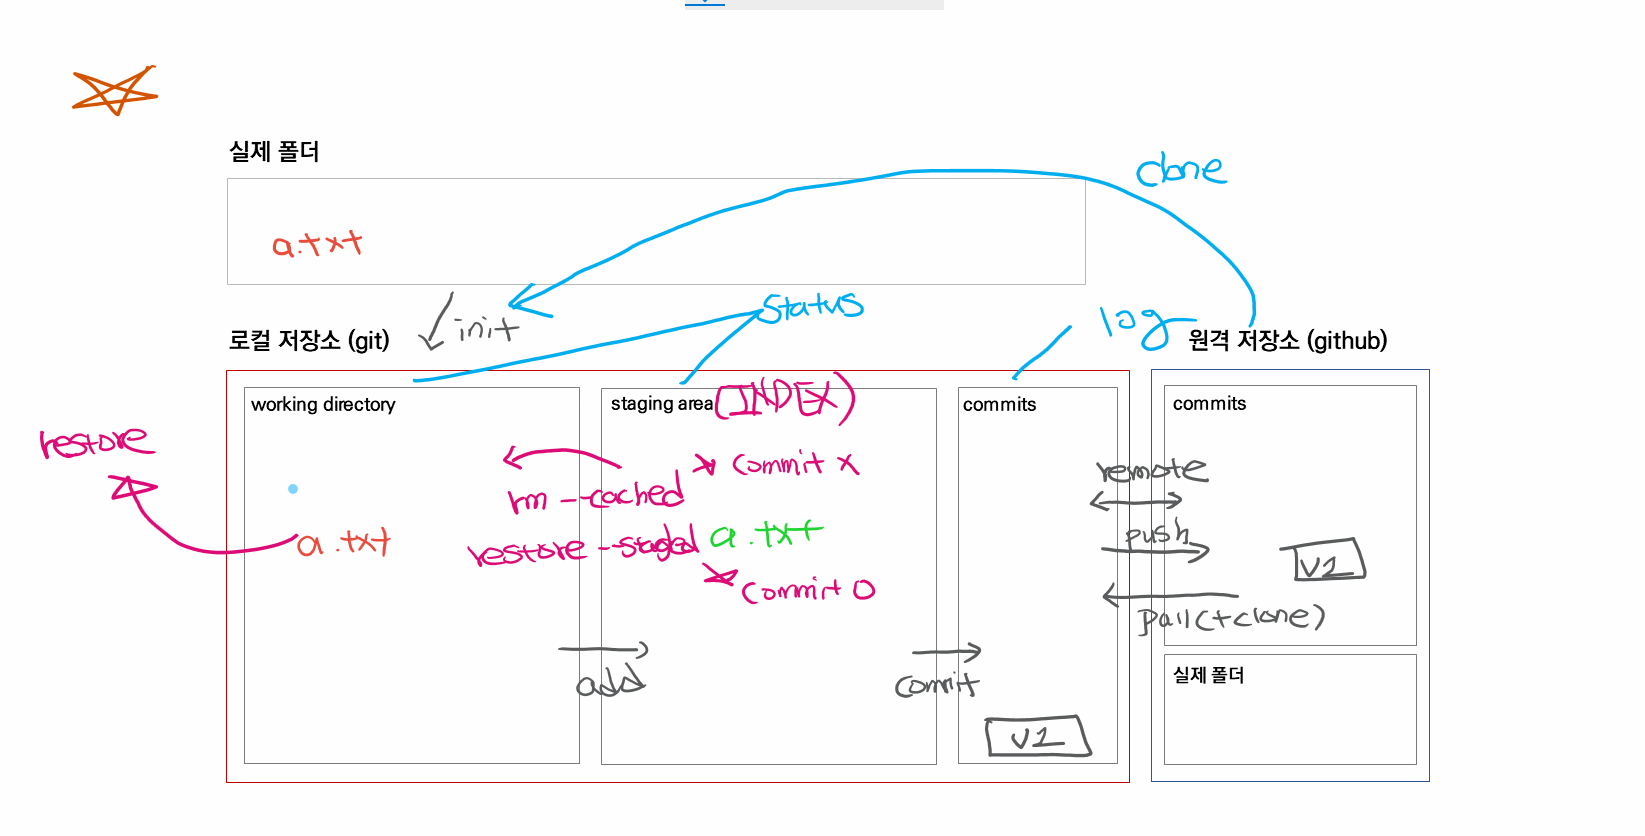 실제 폴더
clone
a.txt
status
init
log
로컬 저장소 (git)
원격 저장소 (github)
working directory
staging area (INDEX)
commits
commits
restore
commit x
remote
rm --cached
a.txt
restore --staged
a.txt
push
v1
commit O
pall(+clone)
add
commit
실제 폴더
v1